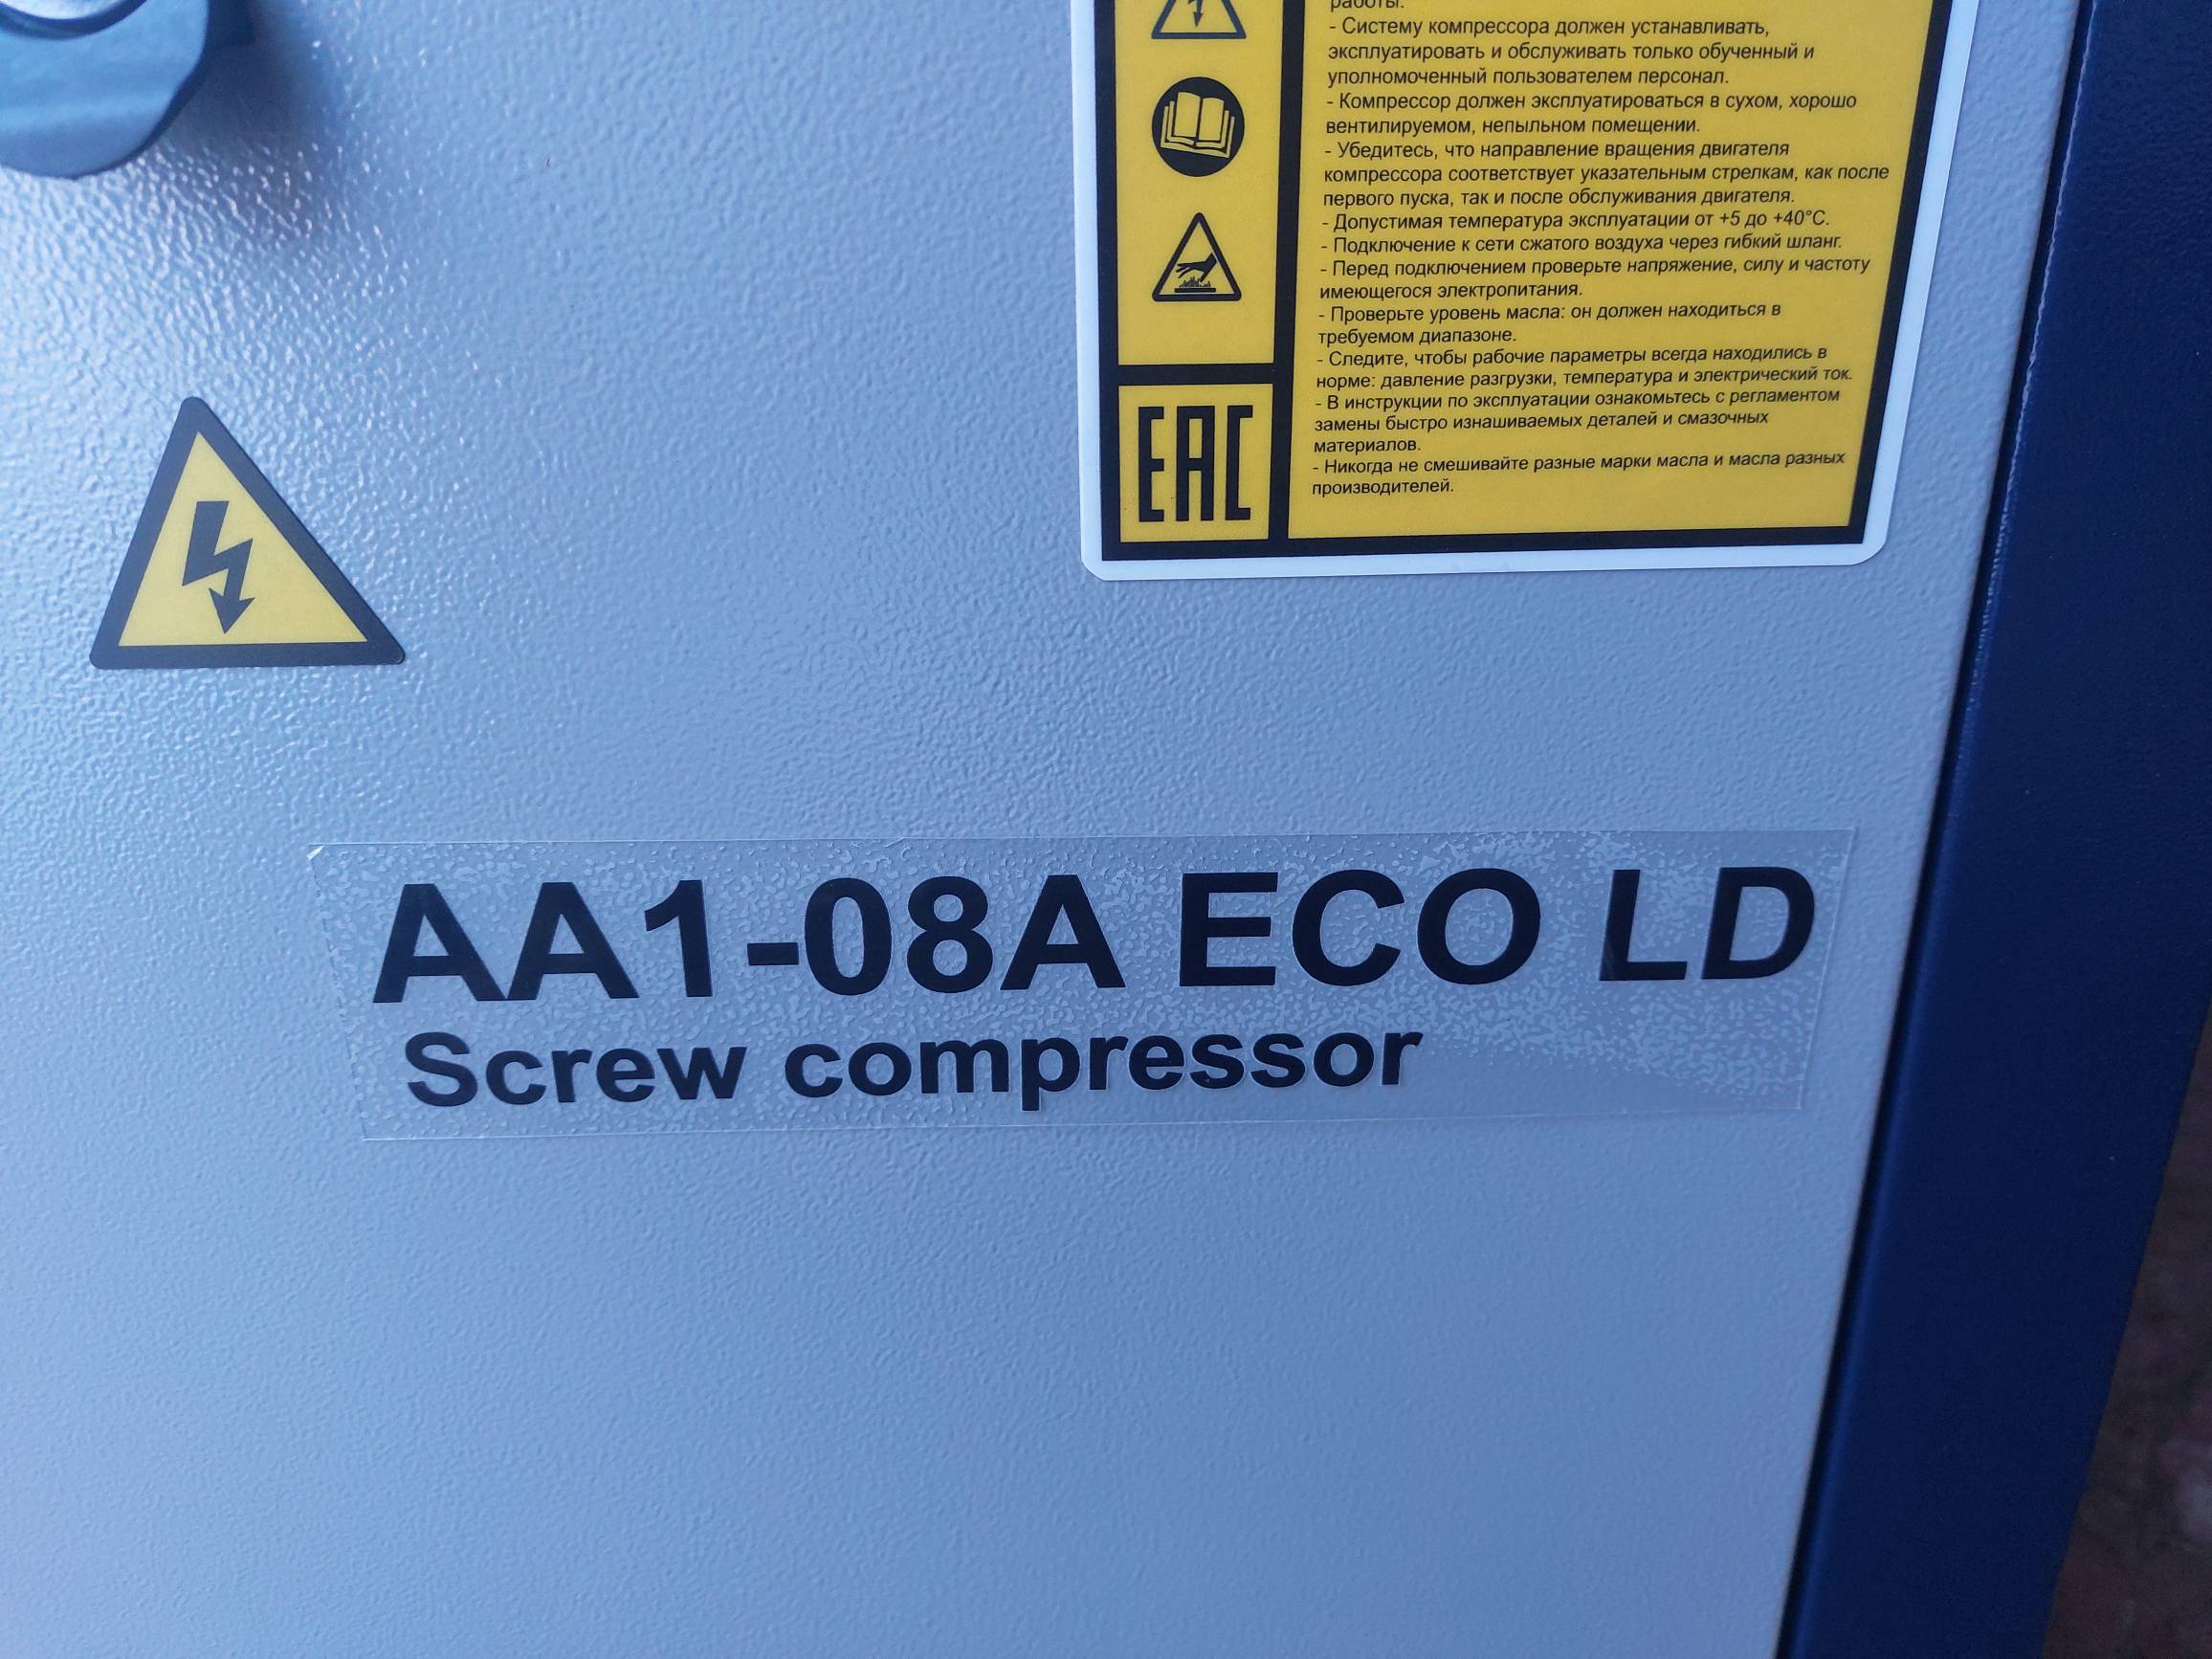 работы.
- Систему компрессора должен устанавливать,
эксплуатировать и обслуживать только обученный и
уполномоченный пользователем персонал.
- Компрессор должен эксплуатироваться в сухом, хорошо
вентилируемом, непыльном помещении.
- Убедитесь, что направление вращения двигателя
компрессора соответствует указательным стрелкам, как после
первого пуска, так и после обслуживания двигателя.
- Допустимая температура эксплуатации от +5 до +40°C.
- Подключение к сети сжатого воздуха через гибкий шланг.
- Перед подключением проверьте напряжение, силу и частоту
имеющегося электропитания.
- Проверьте уровень масла: он должен находиться в
требуемом диапазоне.
- Следите, чтобы рабочие параметры всегда находились в
норме: давление разгрузки, температура и электрический ток.
- В инструкции по эксплуатации ознакомьтесь с регламентом
замены быстро изнашиваемых деталей и смазочных
материалов.
- Никогда не смешивайте разные марки масла и масла разных
производителей.
EAC
AA1-08A ECO LD
Screw compressor